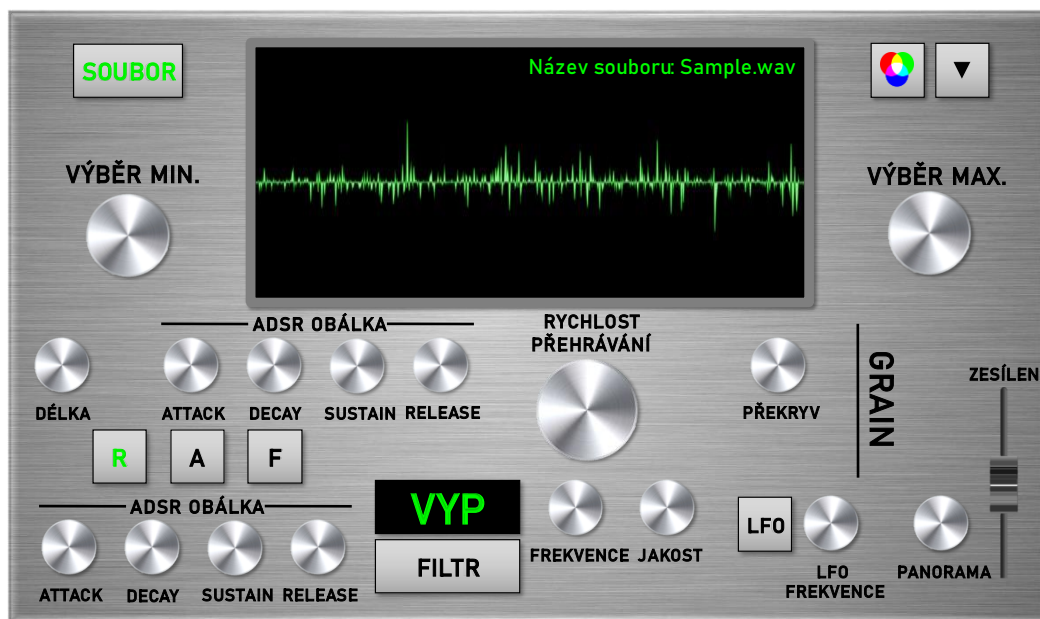 SOUBOR
Název souboru: Sample.wav
▼
VÝBĚR MIN.
VÝBĚR MAX.
ADSR OBÁLKA
RYCHLOST
PŘEHRÁVÁNÍ
GRAIN
ZESÍLEN
DÉLKA
ATTACK
DECAY
SUSTAIN
RELEASE
PŘEKRYV
R
A
F
ADSR OBÁLKA
VYP
LFO
FREKVENCE
JAKOST
FILTR
LFO
FREKVENCE
PANORAMA
ATTACK
DECAY
SUSTAIN
RELEASE